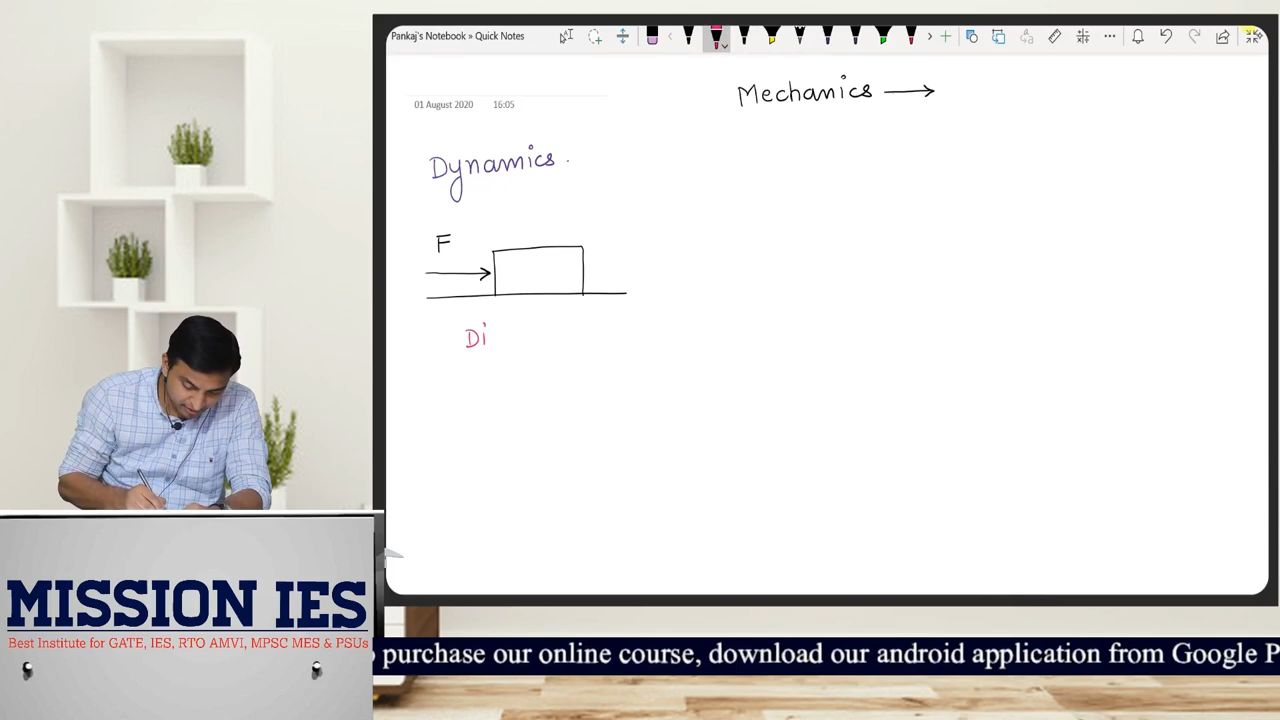 Pankaj's Notebook » Quick Notes
Mechanics →
01 August 2020 16:05
Dynamics.
F
Di
MISSION IES
Best Institute for GATE, IES, RTO AMVI, MPSC MES & PSUs
purchase our online course, download our android application from Google P